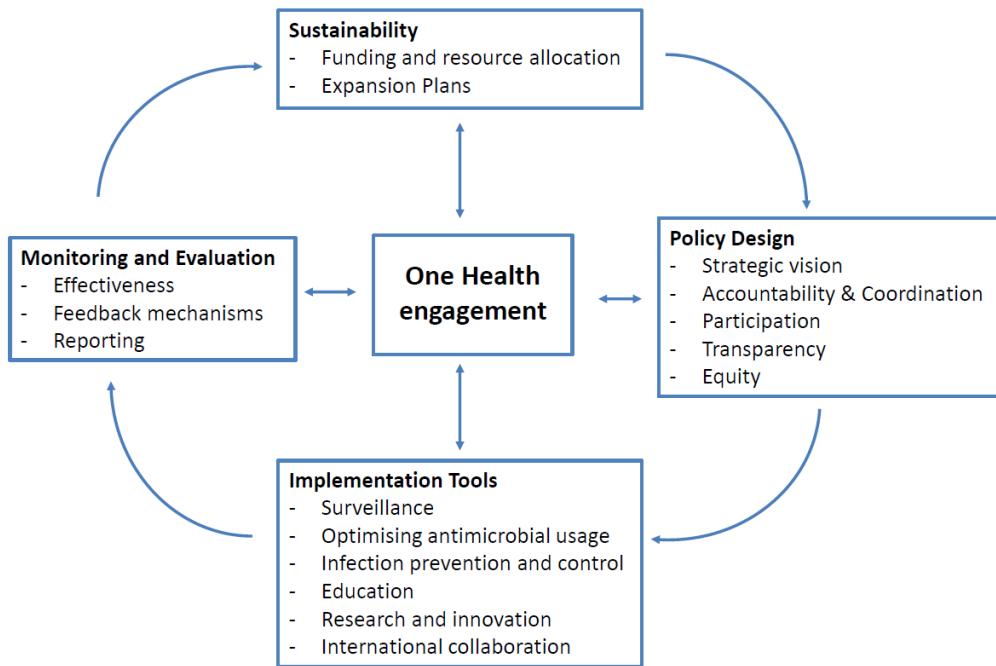 Sustainability
- Funding and resource allocation
- Expansion Plans
Policy Design
- Strategic vision
- Accountability & Coordination
- Participation
- Transparency
- Equity
Monitoring and Evaluation
- Effectiveness
- Feedback mechanisms
- Reporting
One Health
engagement
Implementation Tools
- Surveillance
- Optimising antimicrobial usage
- Infection prevention and control
- Education
- Research and innovation
- International collaboration